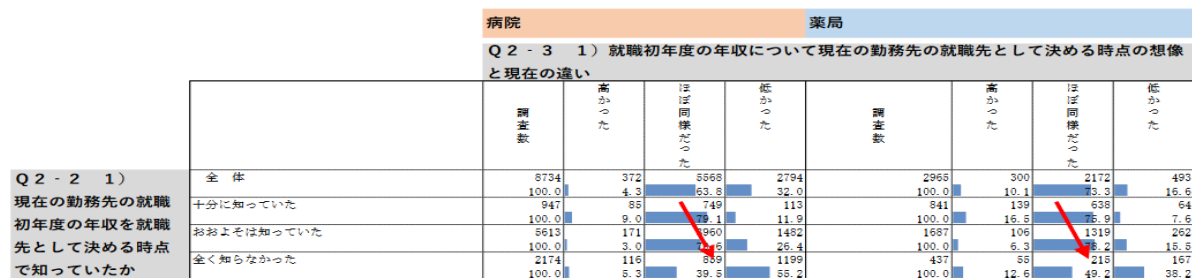 病院 薬局
Q2-3 1）就職初年度の年収について現在の勤務先の就職先として決める時点の想像
と現在の違い
調査数 高かった ほぼ同様だった 低かった 調査数 高かった ほぼ同様だった 低かった
Q2-2 1）
現在の勤務先の就職
初年度の年収を就職
先として決める時点
で知っていたか
全 体 8734 372 5568 2794 2965 300 2172 493
100.0 4.3 63.8 32.0 100.0 10.1 73.3 16.6
十分に知っていた 947 85 749 113 841 139 638 64
100.0 9.0 79.1 11.9 100.0 16.5 75.9 7.6
おおよそは知っていた 5613 171 3960 1482 1687 106 1319 262
100.0 3.0 26.4 100.0 6.3 78.2 15.5
全く知らなかった 2174 116 859 1199 437 55 215 167
100.0 5.3 39.5 55.2 100.0 12.6 49.2 38.2